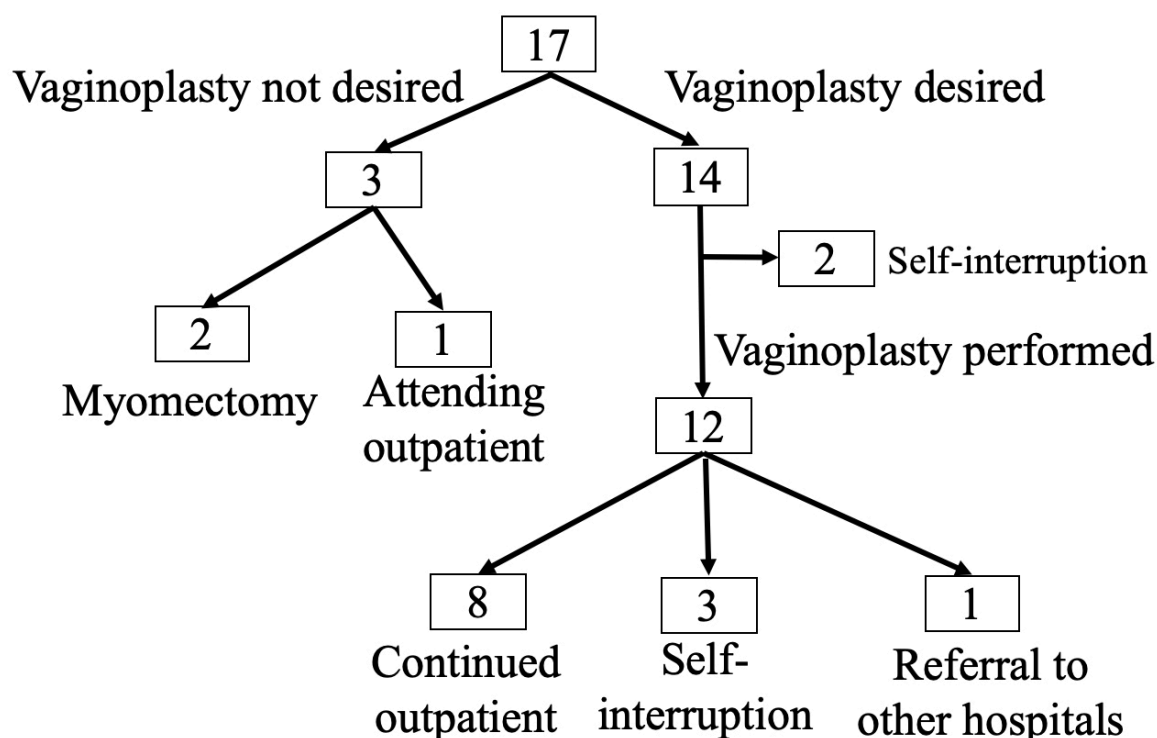 17
Vaginoplasty not desired
Vaginoplasty desired
3
14
2
Self-interruption
2
1
Vaginoplasty performed
Myomectomy
Attending
outpatient
12
8
3
1
Continued
outpatient
Self-
interruption
Referral to
other hospitals